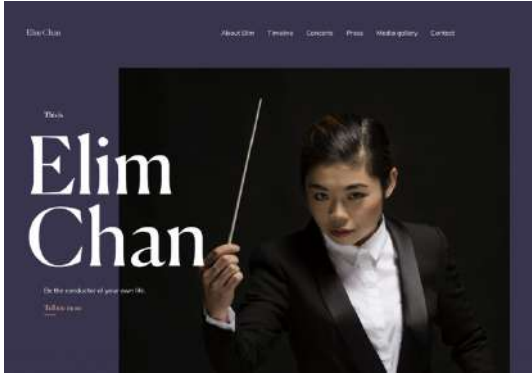 Elim Chan
About Elim Timeline Concerts Press Media gallery Contact
This is
Elim
Chan
Be the conductor of your own life.